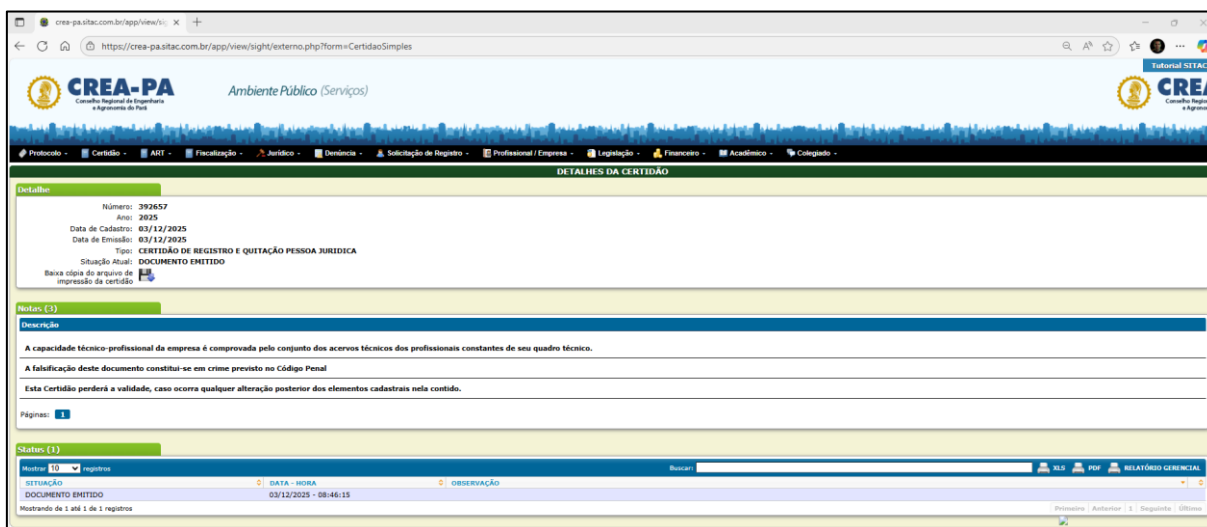 crea-pa.sitac.com.br/app/view/sig
https://crea-pa.sitac.com.br/app/view/sight/externo.php?form=CertidaoSimples
Tutorial SITAC
CREA-PA
Conselho Regional de Engenharia
e Agronomia do Pará
Ambiente Público (Serviços)
CREA
Conselho Region
e Agronom
Protocolo - Certidão - ART - Fiscalização - Jurídico - Denúncia - Solicitação de Registro - Profissional / Empresa - Legislação - Financeiro - Acadêmico - Colegiado -
DETALHES DA CERTIDÃO
Detalhe
Número: 392657
Ano: 2025
Data de Cadastro: 03/12/2025
Data de Emissão: 03/12/2025
Tipo: CERTIDÃO DE REGISTRO E QUITAÇÃO PESSOA JURIDICA
Situação Atual: DOCUMENTO EMITIDO
Baixa cópia do arquivo de
impressão da certidão
Notas (3)
Descrição
A capacidade técnico-profissional da empresa é comprovada pelo conjunto dos acervos técnicos dos profissionais constantes de seu quadro técnico.
A falsificação deste documento constitui-se em crime previsto no Código Penal
Esta Certidão perderá a validade, caso ocorra qualquer alteração posterior dos elementos cadastrais nela contido.
Páginas: 1
Status (1)
Mostrar 10 registros Buscar: XLS PDF RELATÓRIO GERENCIAL
SITUAÇÃO DATA - HORA OBSERVAÇÃO
DOCUMENTO EMITIDO 03/12/2025 - 08:46:15
Mostrando de 1 até 1 de 1 registros Primeiro Anterior 1 Seguinte Último